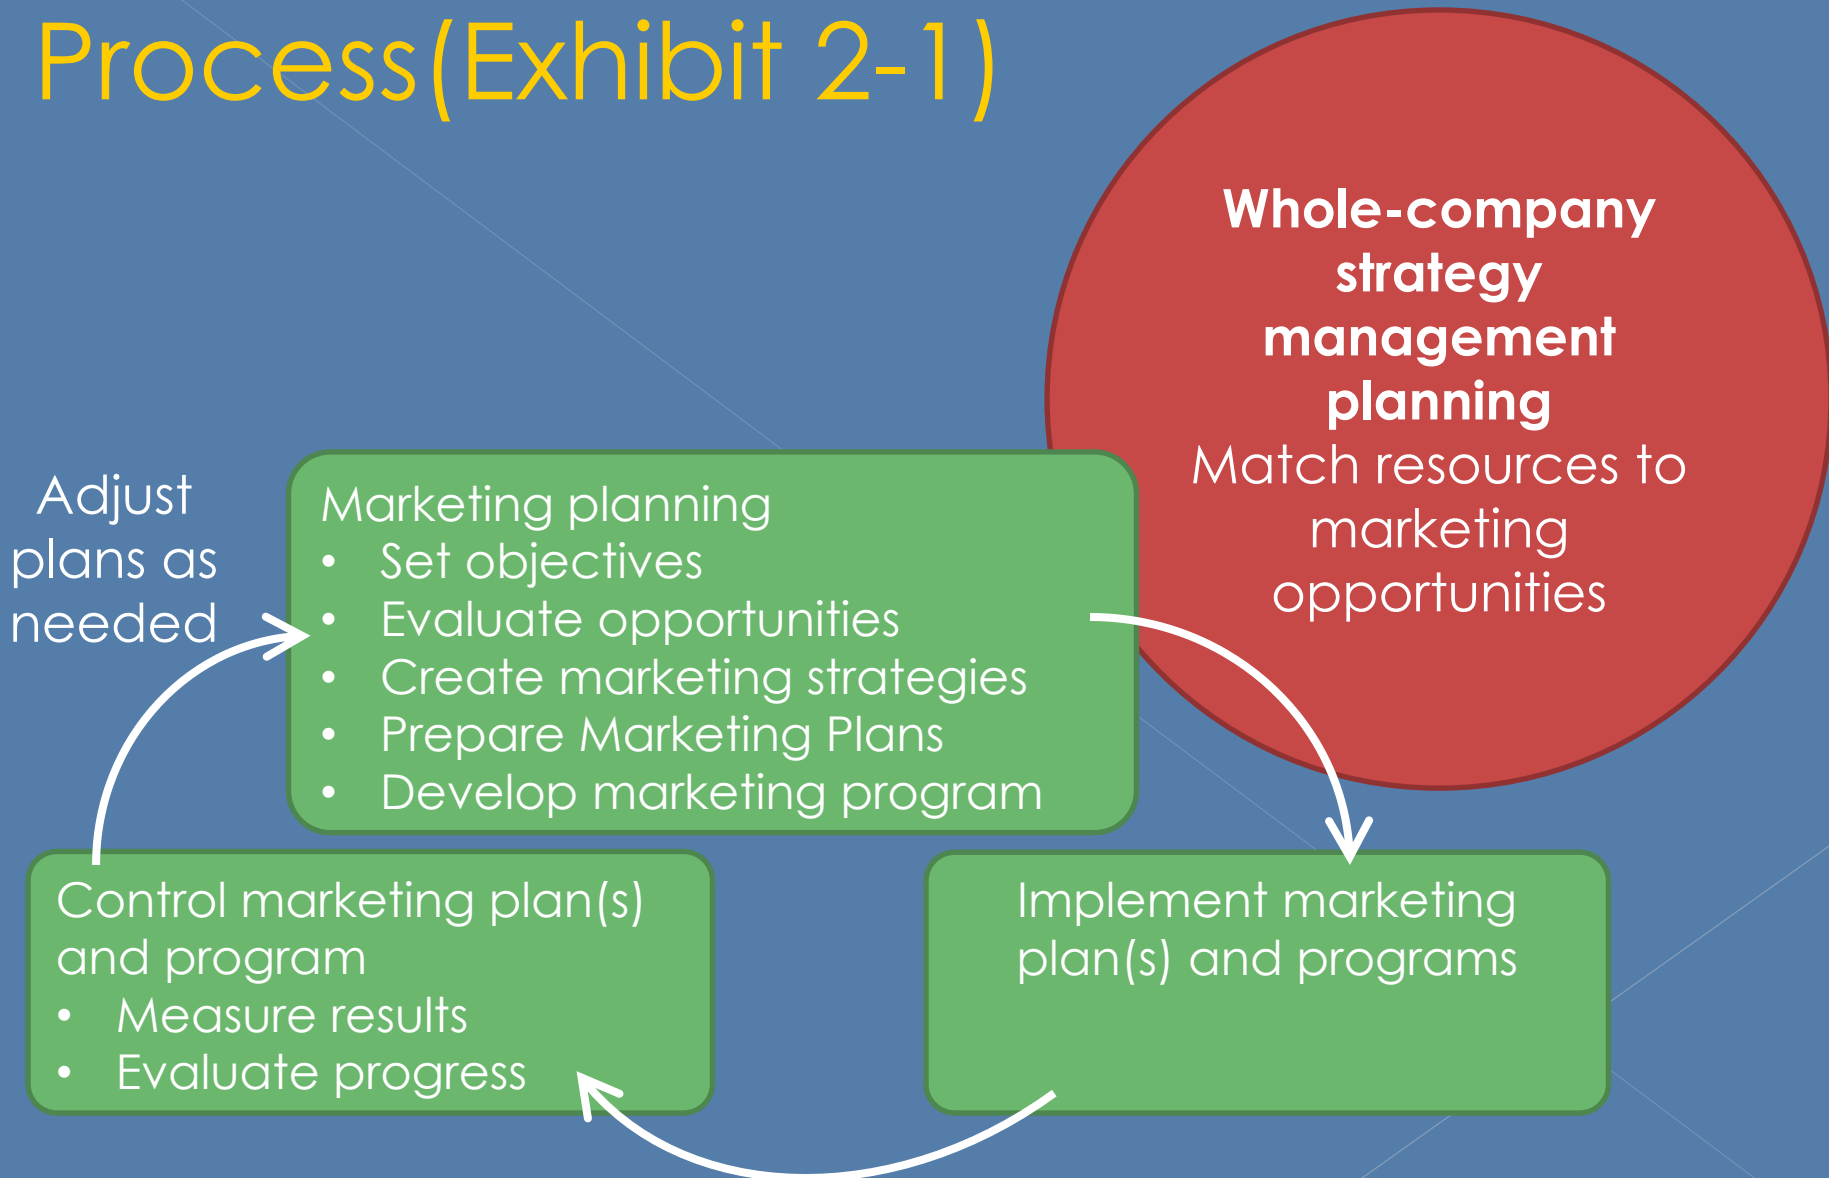 Process(Exhibit 2-1)
Whole-company
strategy
management
planning
Match resources to
marketing
opportunities
Adjust
plans as
needed
Marketing planning
• Set objectives
• Evaluate opportunities
• Create marketing strategies
• Prepare Marketing Plans
• Develop marketing program
Control marketing plan(s)
and program
• Measure results
• Evaluate progress
Implement marketing
plan(s) and programs